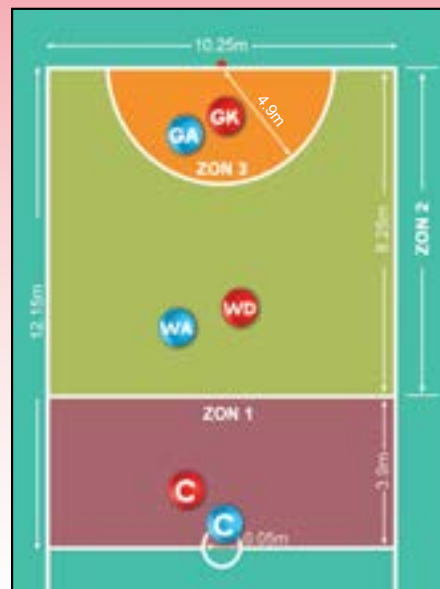 10.25m
4.9m
GK
GA
ZON 3
ZON 2
8.25m
12.15m
WD
WA
ZON 1
3.9m
C
C
0.05m